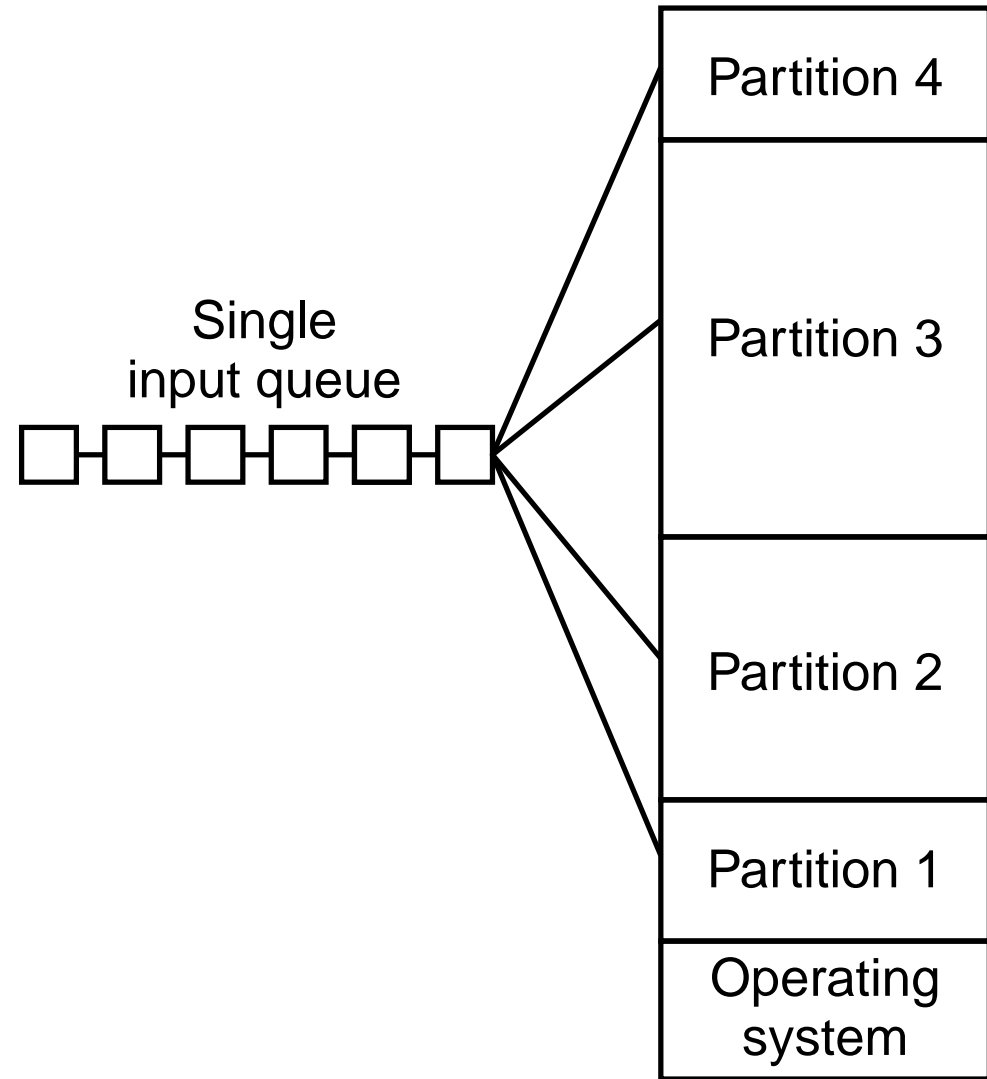 Partition 4
Single
input queue
Partition 3
Partition 2
Partition 1
Operating
system